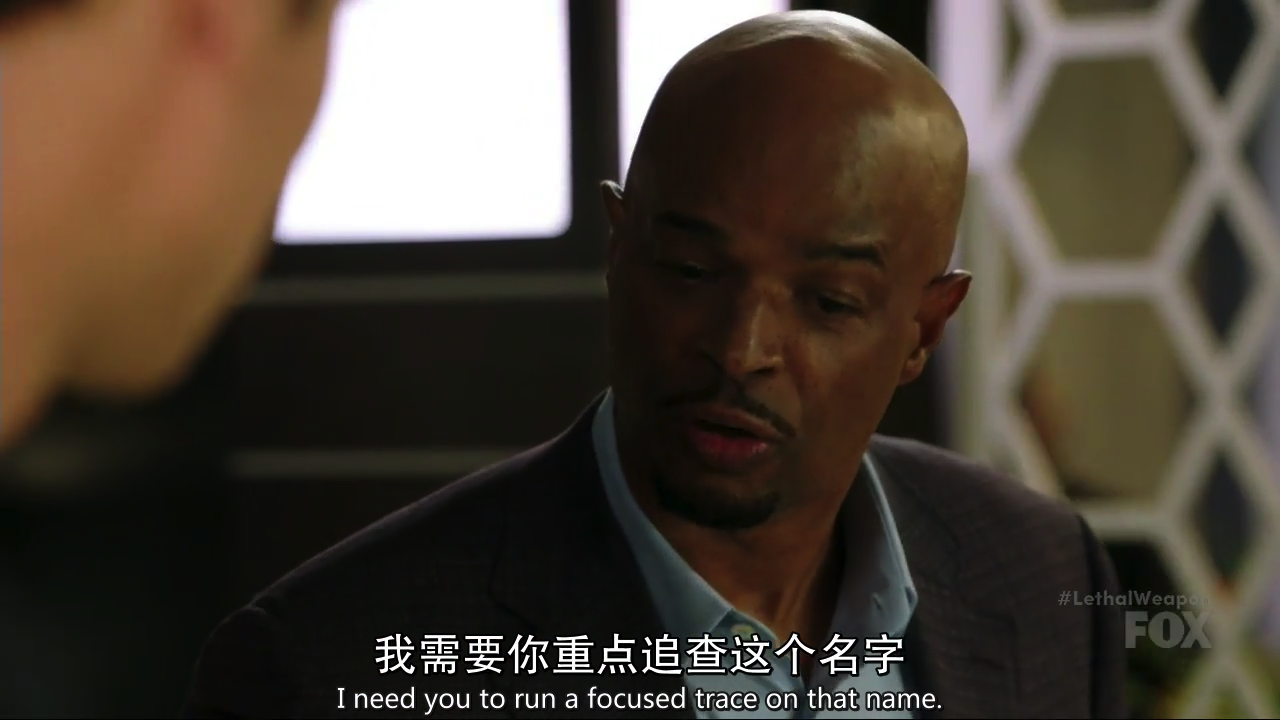 #LethalWeapon
FOX
我需要你重点追查这个名字
I need you to run a focused trace on that name.